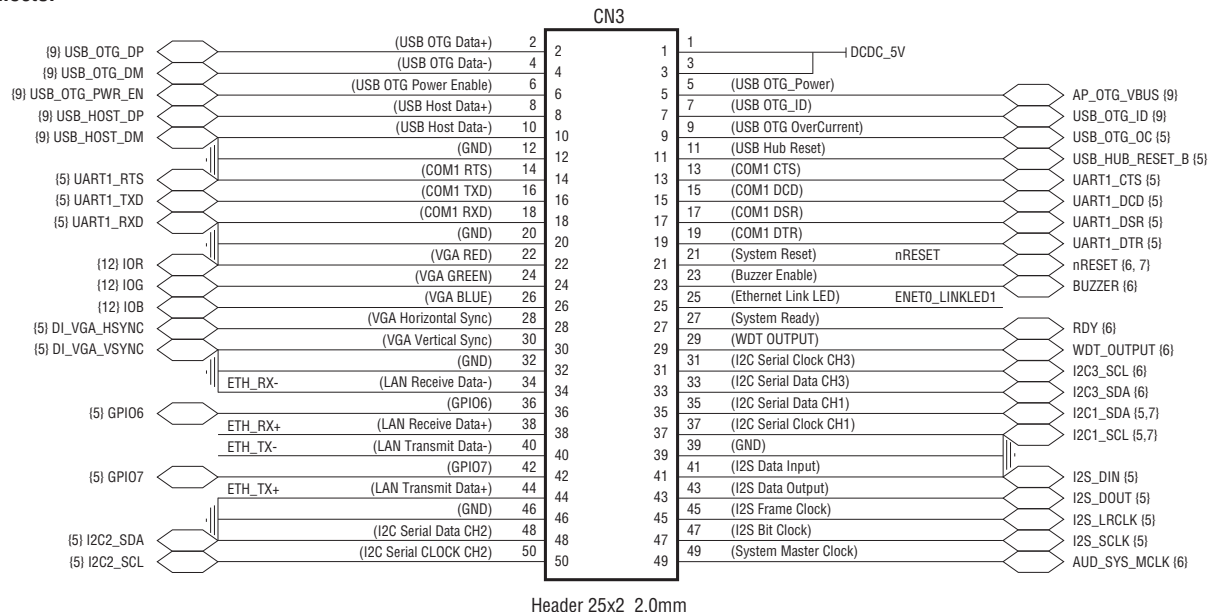 CN3
{9} USB_OTG_DP (USB OTG Data+) 2 2
{9} USB_OTG_DM (USB OTG Data-) 4 4
{9} USB_OTG_PWR_EN (USB OTG Power Enable) 6 6
{9} USB_HOST_DP (USB Host Data+) 8 8
{9} USB_HOST_DM (USB Host Data-) 10 10
(GND) 12 12
{5} UART1_RTS (COM1 RTS) 14 14
{5} UART1_TXD (COM1 TXD) 16 16
{5} UART1_RXD (COM1 RXD) 18 18
(GND) 20 20
{12} IOR (VGA RED) 22 22
{12} IOG (VGA GREEN) 24 24
{12} IOB (VGA BLUE) 26 26
{5} DI_VGA_HSYNC (VGA Horizontal Sync) 28 28
{5} DI_VGA_VSYNC (VGA Vertical Sync) 30 30
(GND) 32 32
ETH_RX- (LAN Receive Data-) 34 34
{5} GPIO6 (GPIO6) 36 36
ETH_RX+ (LAN Receive Data+) 38 38
ETH_TX- (LAN Transmit Data-) 40 40
{5} GPIO7 (GPIO7) 42 42
ETH_TX+ (LAN Transmit Data+) 44 44
(GND) 46 46
{5} I2C2_SDA (I2C Serial Data CH2) 48 48
{5} I2C2_SCL (I2C Serial CLOCK CH2) 50 50
1 1 DCDC_5V
3 3
5 5 (USB OTG_Power) AP_OTG_VBUS {9}
7 7 (USB OTG_ID) USB_OTG_ID {9}
9 9 (USB OTG OverCurrent) USB_OTG_OC {5}
11 11 (USB Hub Reset) USB_HUB_RESET_B {5}
13 13 (COM1 CTS) UART1_CTS {5}
15 15 (COM1 DCD) UART1_DCD {5}
17 17 (COM1 DSR) UART1_DSR {5}
19 19 (COM1 DTR) UART1_DTR {5}
21 21 (System Reset) nRESET nRESET {6, 7}
23 23 (Buzzer Enable) BUZZER {6}
25 25 (Ethernet Link LED) ENET0_LINKLED1
27 27 (System Ready) RDY {6}
29 29 (WDT OUTPUT) WDT_OUTPUT {6}
31 31 (I2C Serial Clock CH3) I2C3_SCL {6}
33 33 (I2C Serial Data CH3) I2C3_SDA {6}
35 35 (I2C Serial Data CH1) I2C1_SDA {5,7}
37 37 (I2C Serial Clock CH1) I2C1_SCL {5,7}
39 39 (GND)
41 41 (I2S Data Input) I2S_DIN {5}
43 43 (I2S Data Output) I2S_DOUT {5}
45 45 (I2S Frame Clock) I2S_LRCLK {5}
47 47 (I2S Bit Clock) I2S_SCLK {5}
49 49 (System Master Clock) AUD_SYS_MCLK {6}
Header 25x2_2.0mm